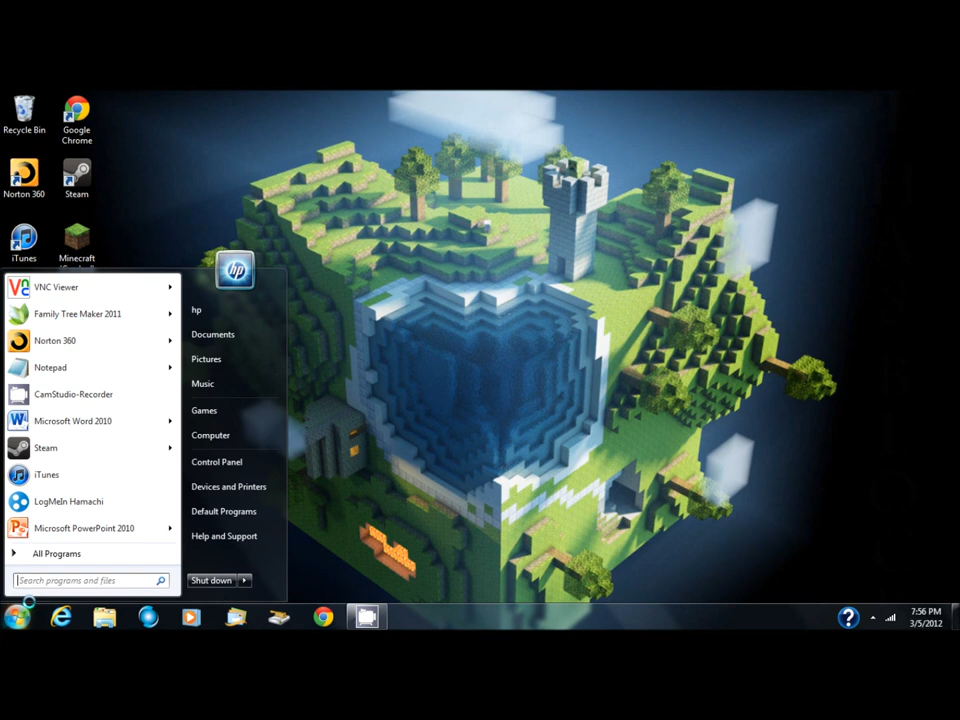 Recycle Bin
Google
Chrome
Norton 360
Steam
iTunes
Minecraft
hp
VNC Viewer
Family Tree Maker 2011
Norton 360
Notepad
CamStudio-Recorder
Microsoft Word 2010
Steam
iTunes
LogMeIn Hamachi
Microsoft PowerPoint 2010
All Programs
Search programs and files
hp
Documents
Pictures
Music
Games
Computer
Control Panel
Devices and Printers
Default Programs
Help and Support
Shut down
7:56 PM
3/5/2012